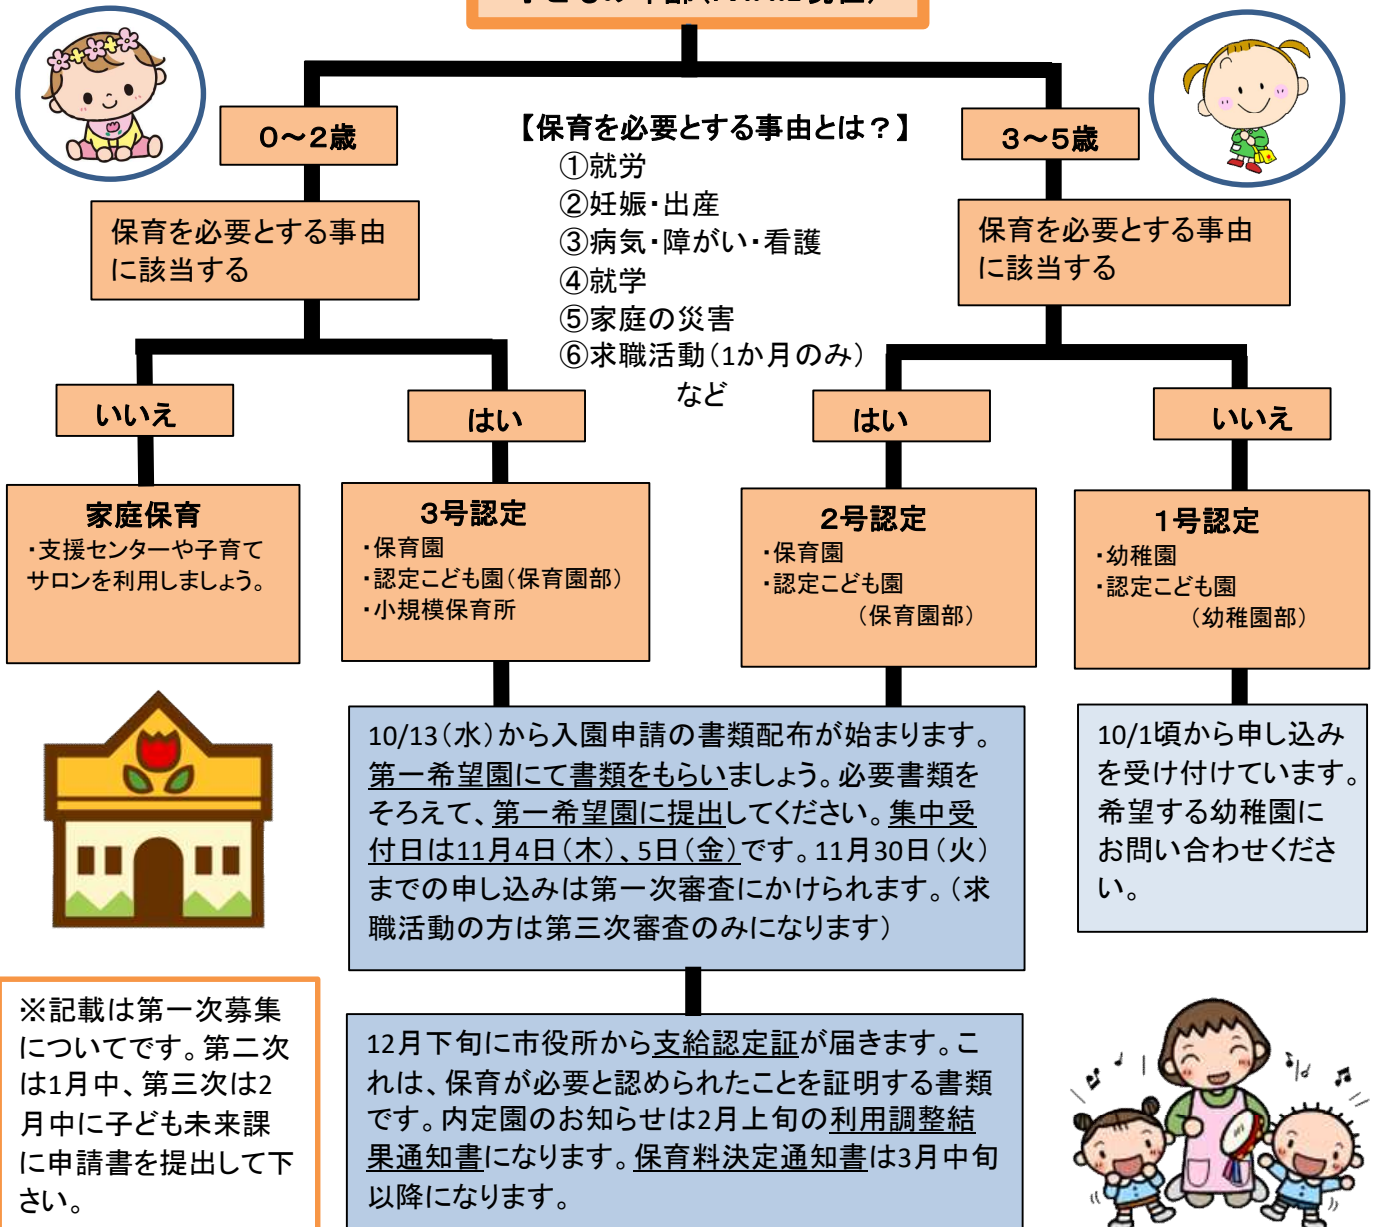 ０～２歳
【保育を必要とする事由とは？】
①就労
②妊娠・出産
③病気・障がい・看護
④就学
⑤家庭の災害
⑥求職活動（1か月のみ）
など
３～５歳
保育を必要とする事由
に該当する
保育を必要とする事由
に該当する
いいえ
はい
はい
いいえ
家庭保育
・支援センターや子育て
サロンを利用しましょう。
３号認定
・保育園
・認定こども園（保育園部）
・小規模保育所
２号認定
・保育園
・認定こども園
（保育園部）
１号認定
・幼稚園
・認定こども園
（幼稚園部）
10/13（水）から入園申請の書類配布が始まります。
第一希望園にて書類をもらいましょう。必要書類を
そろえて、第一希望園に提出してください。集中受
付日は11月4日（木）、5日（金）です。11月30日（火）
までの申し込みは第一次審査にかけられます。（求
職活動の方は第三次審査のみになります）
10/1頃から申し込み
を受け付けています。
希望する幼稚園に
お問い合わせくださ
い。
※記載は第一次募集
についてです。第二次
は1月中、第三次は2
月中に子ども未来課
に申請書を提出して下
さい。
12月下旬に市役所から支給認定証が届きます。こ
れは、保育が必要と認められたことを証明する書類
です。内定園のお知らせは2月上旬の利用調整結
果通知書になります。保育料決定通知書は3月中旬
以降になります。